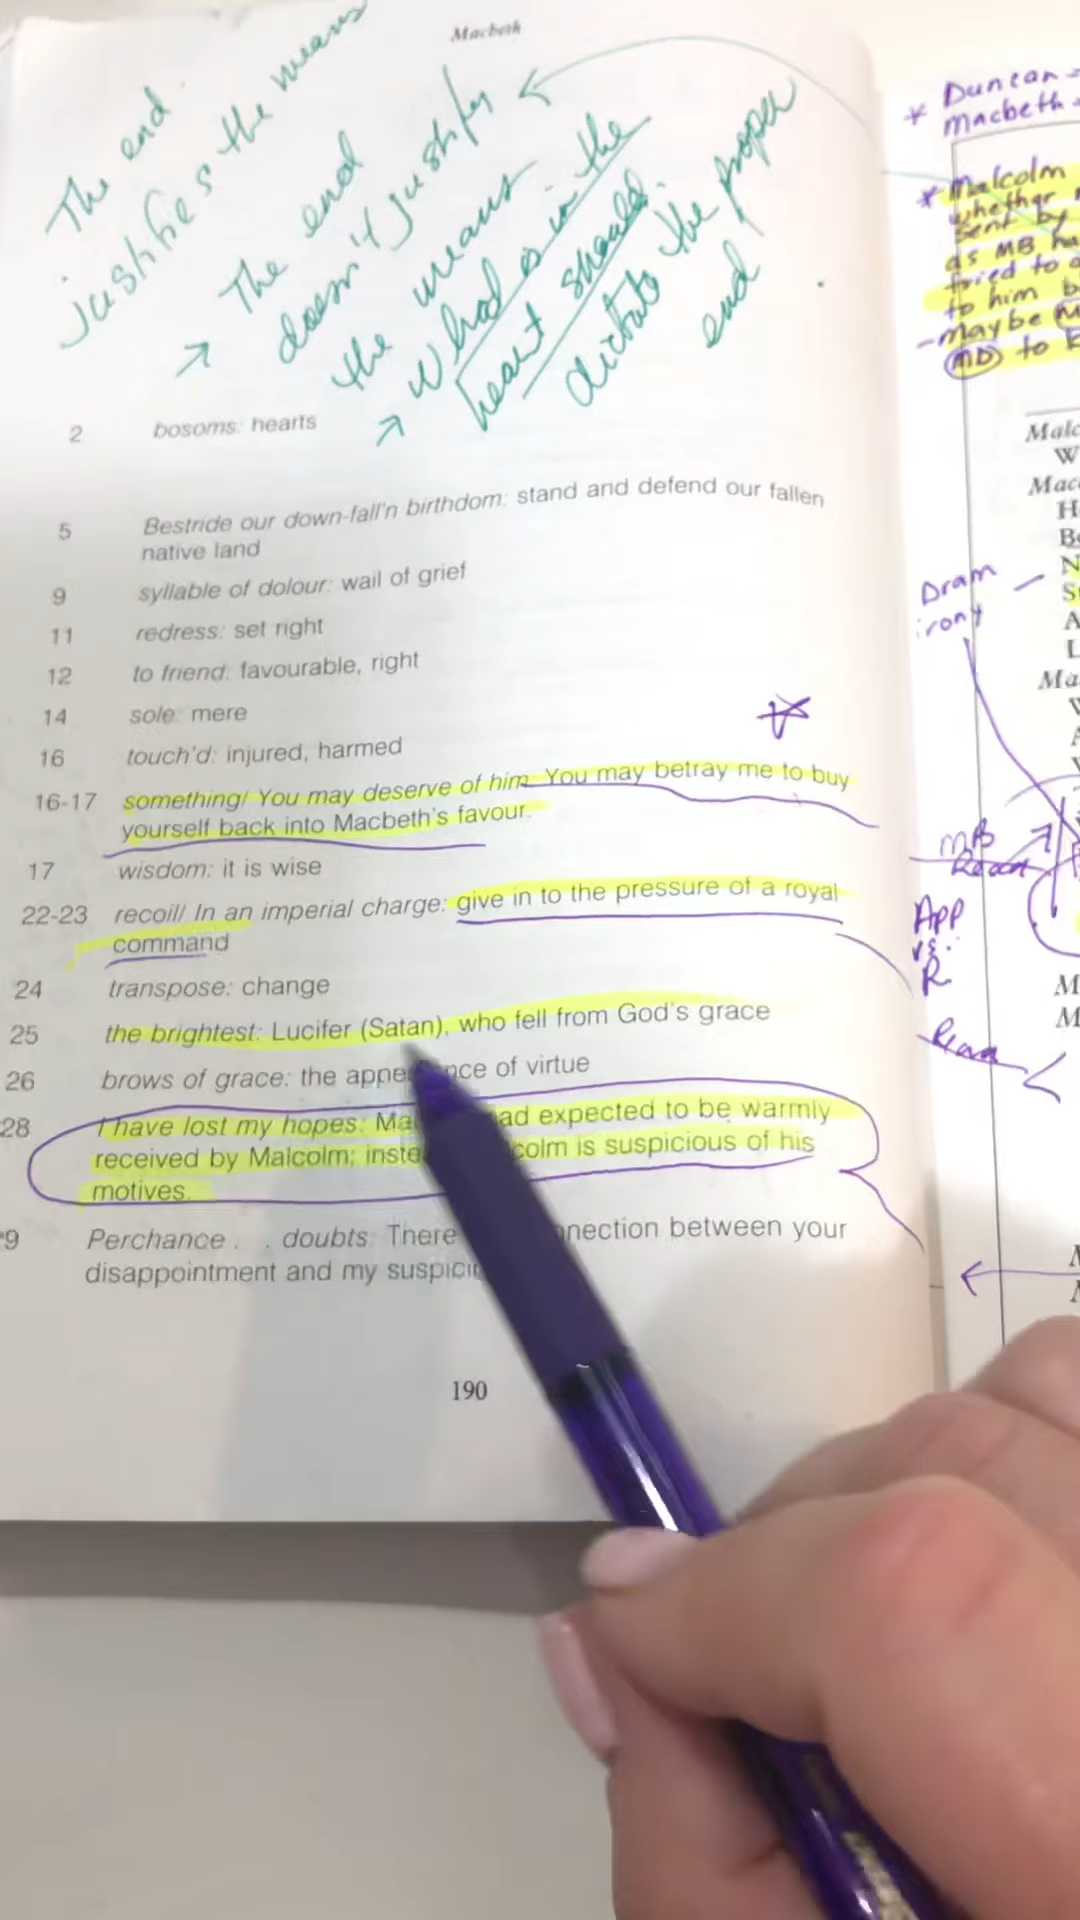 Macbeth
The end
justifies the means
The end
doesn't justify
the means
What is in the
heart should
dictate the proper
end
2 bosoms: hearts
5 Bestride our down-fall'n birthdom: stand and defend our fallen
native land
9 syllable of dolour: wail of grief
11 redress: set right
12 to friend: favourable, right
14 sole: mere
16 touch'd: injured, harmed
16-17 something/ You may deserve of him: You may betray me to buy
yourself back into Macbeth's favour.
17 wisdom: it is wise
22-23 recoil/ In an imperial charge: give in to the pressure of a royal
command
24 transpose: change
25 the brightest: Lucifer (Satan), who fell from God's grace
26 brows of grace: the appe nce of virtue
28 I have lost my hopes: Mac ad expected to be warmly
received by Malcolm; inste colm is suspicious of his
motives.
9 Perchance . . doubts: There nection between your
disappointment and my suspici
190
* Duncan =
Macbeth -
* Malcolm
whether
sent by
as MB ha
tried to
to him b
- maybe
MD to
Malc
W
Mac
H
B
N
S
A
L
Ma
Dram
irony
MB
React
App
vs.
R
M
M